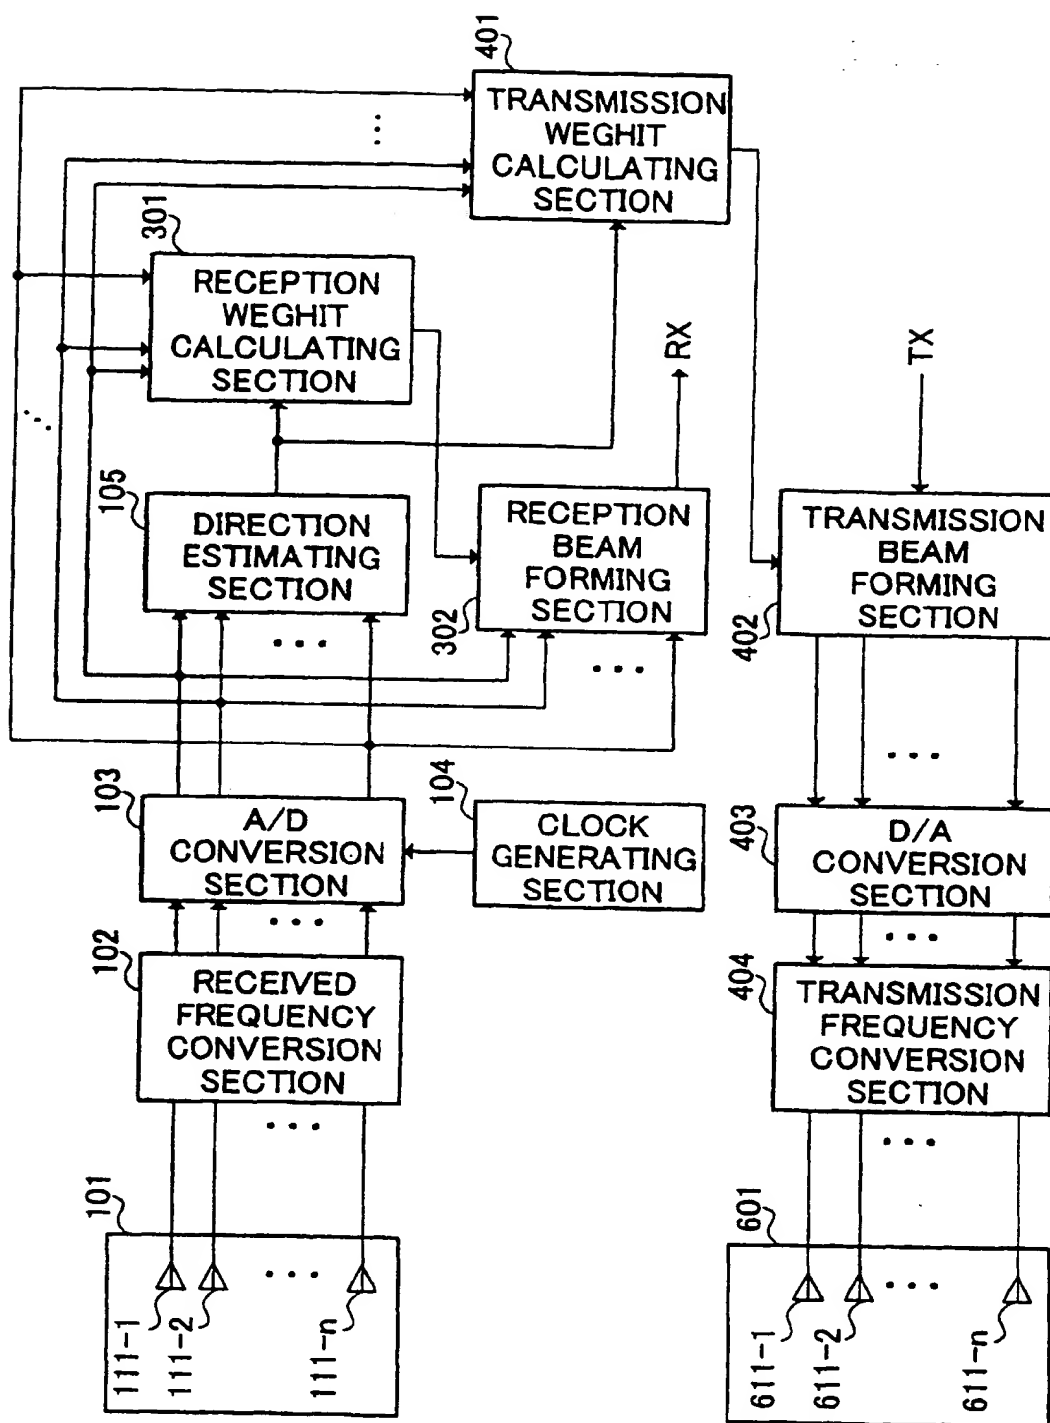 401
TRANSMISSION
WEGHIT
CALCULATING
SECTION
301
RECEPTION
WEGHIT
CALCULATING
SECTION
RX
TX
105
DIRECTION
ESTIMATING
SECTION
302
RECEPTION
BEAM
FORMING
SECTION
402
TRANSMISSION
BEAM
FORMING
SECTION
103
A/D
CONVERSION
SECTION
104
CLOCK
GENERATING
SECTION
403
D/A
CONVERSION
SECTION
102
RECEIVED
FREQUENCY
CONVERSION
SECTION
404
TRANSMISSION
FREQUENCY
CONVERSION
SECTION
101
111-1
111-2
111-n
601
611-1
611-2
611-n